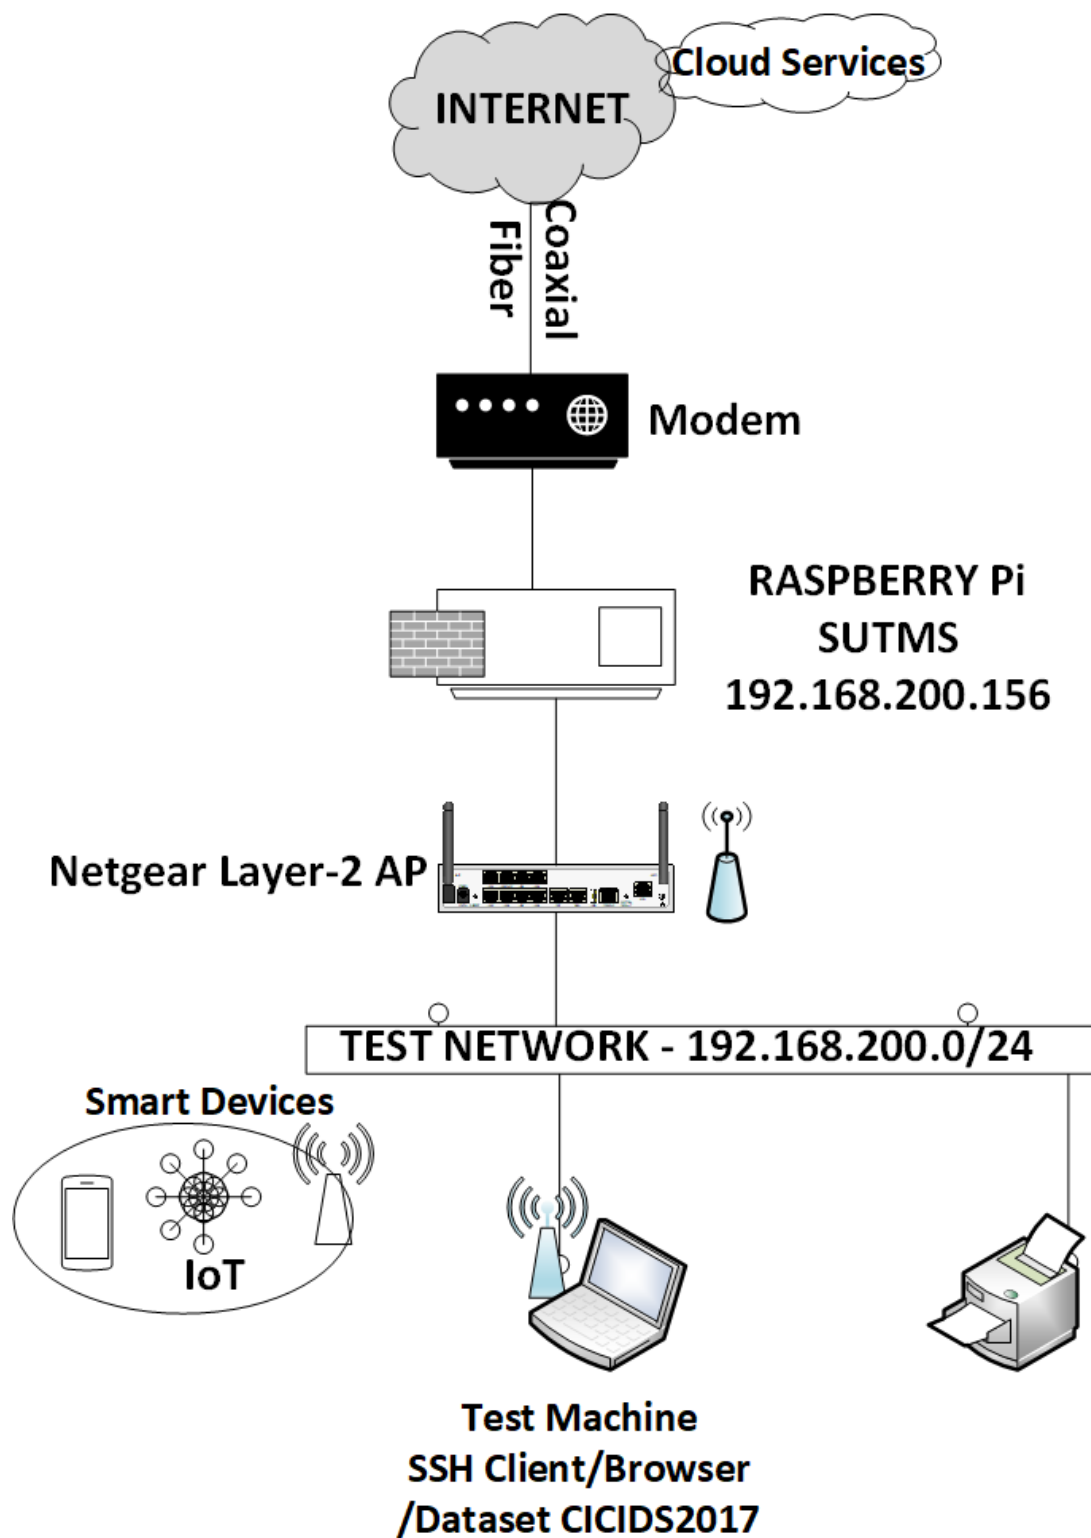 Cloud Services
INTERNET
Fiber
Coaxial
Modem
RASPBERRY Pi
SUTMS
192.168.200.156
Netgear Layer-2 AP
TEST NETWORK - 192.168.200.0/24
Smart Devices
IoT
Test Machine
SSH Client/Browser
/Dataset CICIDS2017